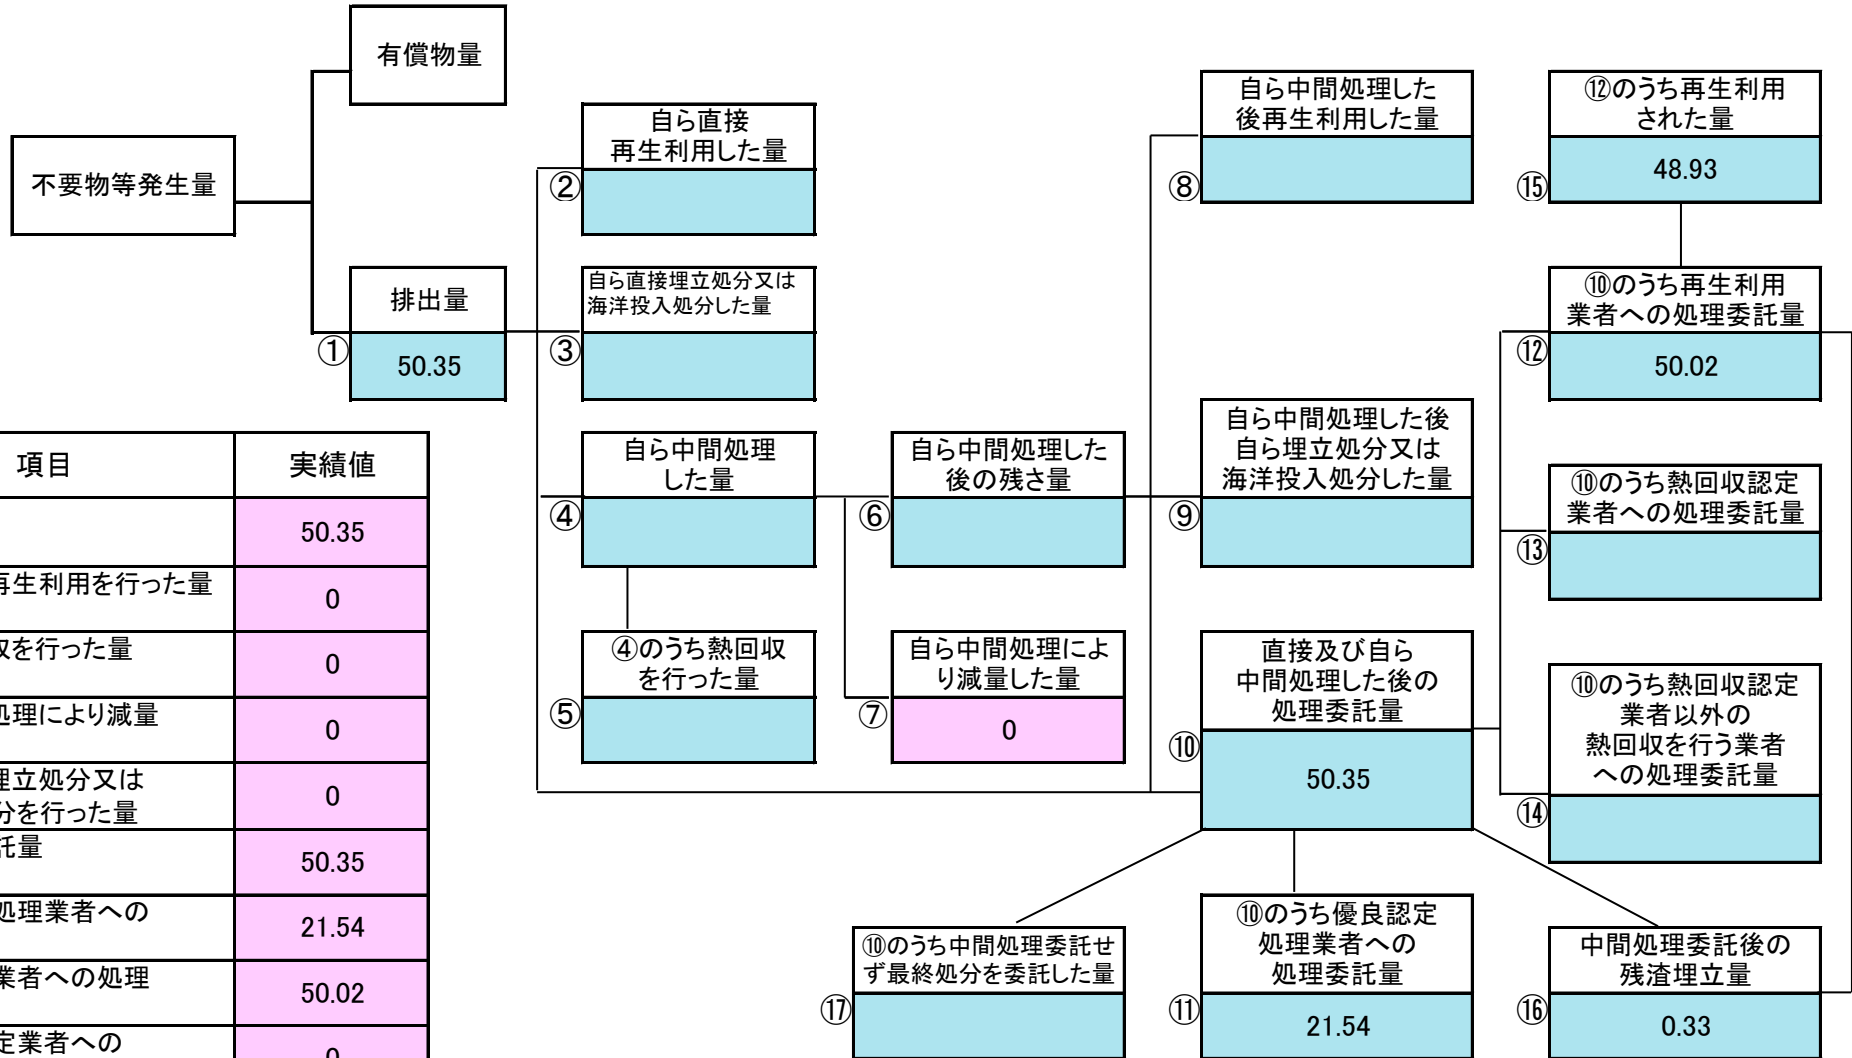 有償物量
不要物等発生量
排出量
①
50.35
自ら直接
再生利用した量
②
自ら直接埋立処分又は
海洋投入処分した量
③
自ら中間処理
した量
④
④のうち熱回収
を行った量
⑤
自ら中間処理した
後の残さ量
⑥
自ら中間処理によ
り減量した量
⑦
0
自ら中間処理した
後再生利用した量
⑧
自ら中間処理した後
自ら埋立処分又は
海洋投入処分した量
⑨
直接及び自ら
中間処理した後の
処理委託量
⑩
50.35
⑫のうち再生利用
された量
⑮
48.93
⑩のうち再生利用
業者への処理委託量
⑫
50.02
⑩のうち熱回収認定
業者への処理委託量
⑬
⑩のうち熱回収認定
業者以外の
熱回収を行う業者
への処理委託量
⑭
⑩のうち中間処理委託せ
ず最終処分を委託した量
⑰
⑩のうち優良認定
処理業者への
処理委託量
⑪
21.54
中間処理委託後の
残渣埋立量
⑯
0.33
項目 実績値
50.35
再生利用を行った量 0
を行った量 0
処理により減量 0
埋立処分又は
分を行った量 0
託量 50.35
処理業者への 21.54
業者への処理 50.02
定業者への 0